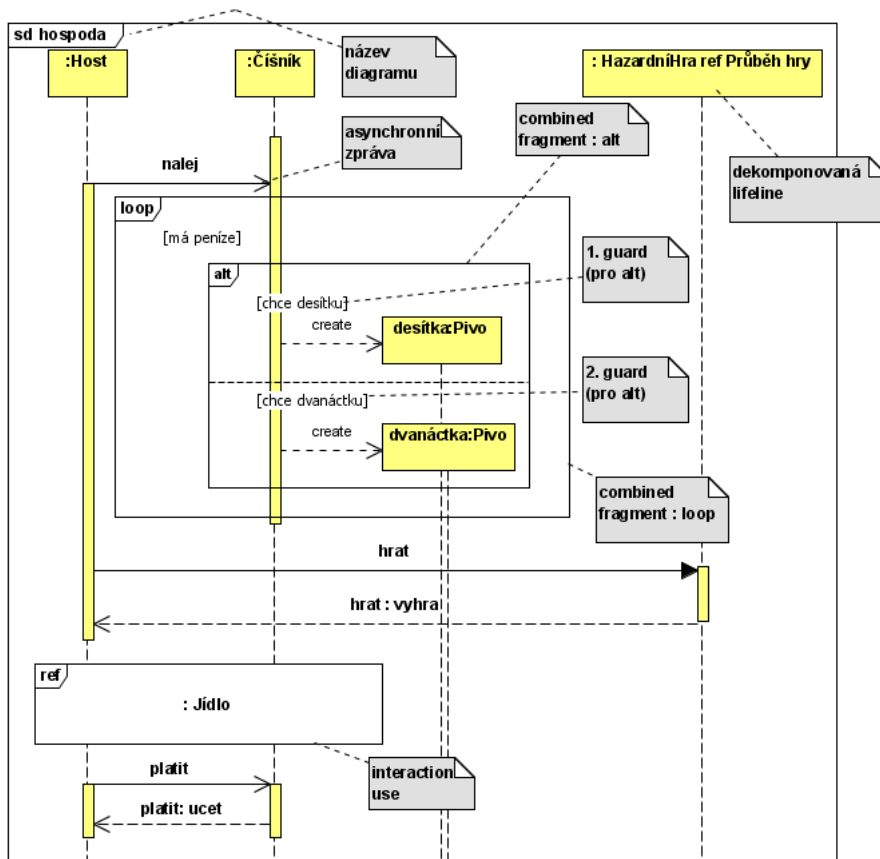 sd hospoda
:Host
:Číšník
název
diagramu
: HazardníHra ref Průběh hry
asynchronní
zpráva
combined
fragment : alt
dekomponovaná
lifeline
nalej
loop
[má peníze]
alt
1. guard
(pro alt)
[chce desítku]
create
desítka:Pivo
2. guard
(pro alt)
[chce dvanáctku]
create
dvanáctka:Pivo
combined
fragment : loop
hrat
hrat : vyhra
ref
: Jídlo
platit
interaction
use
platit: ucet